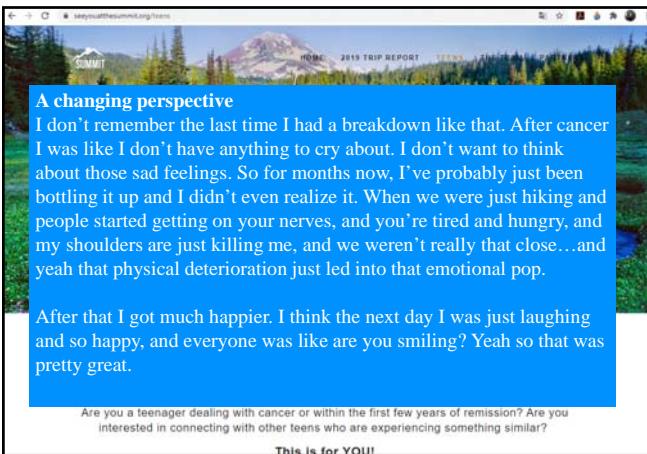 seeyouatthesummit.org/teens
SUMMIT
HOME 2019 TRIP REPORT TEENS
A changing perspective
I don’t remember the last time I had a breakdown like that. After cancer
I was like I don’t have anything to cry about. I don’t want to think
about those sad feelings. So for months now, I’ve probably just been
bottling it up and I didn’t even realize it. When we were just hiking and
people started getting on your nerves, and you’re tired and hungry, and
my shoulders are just killing me, and we weren’t really that close…and
yeah that physical deterioration just led into that emotional pop.
After that I got much happier. I think the next day I was just laughing
and so happy, and everyone was like are you smiling? Yeah so that was
pretty great.
Are you a teenager dealing with cancer or within the first few years of remission? Are you
interested in connecting with other teens who are experiencing something similar?
This is for YOU!